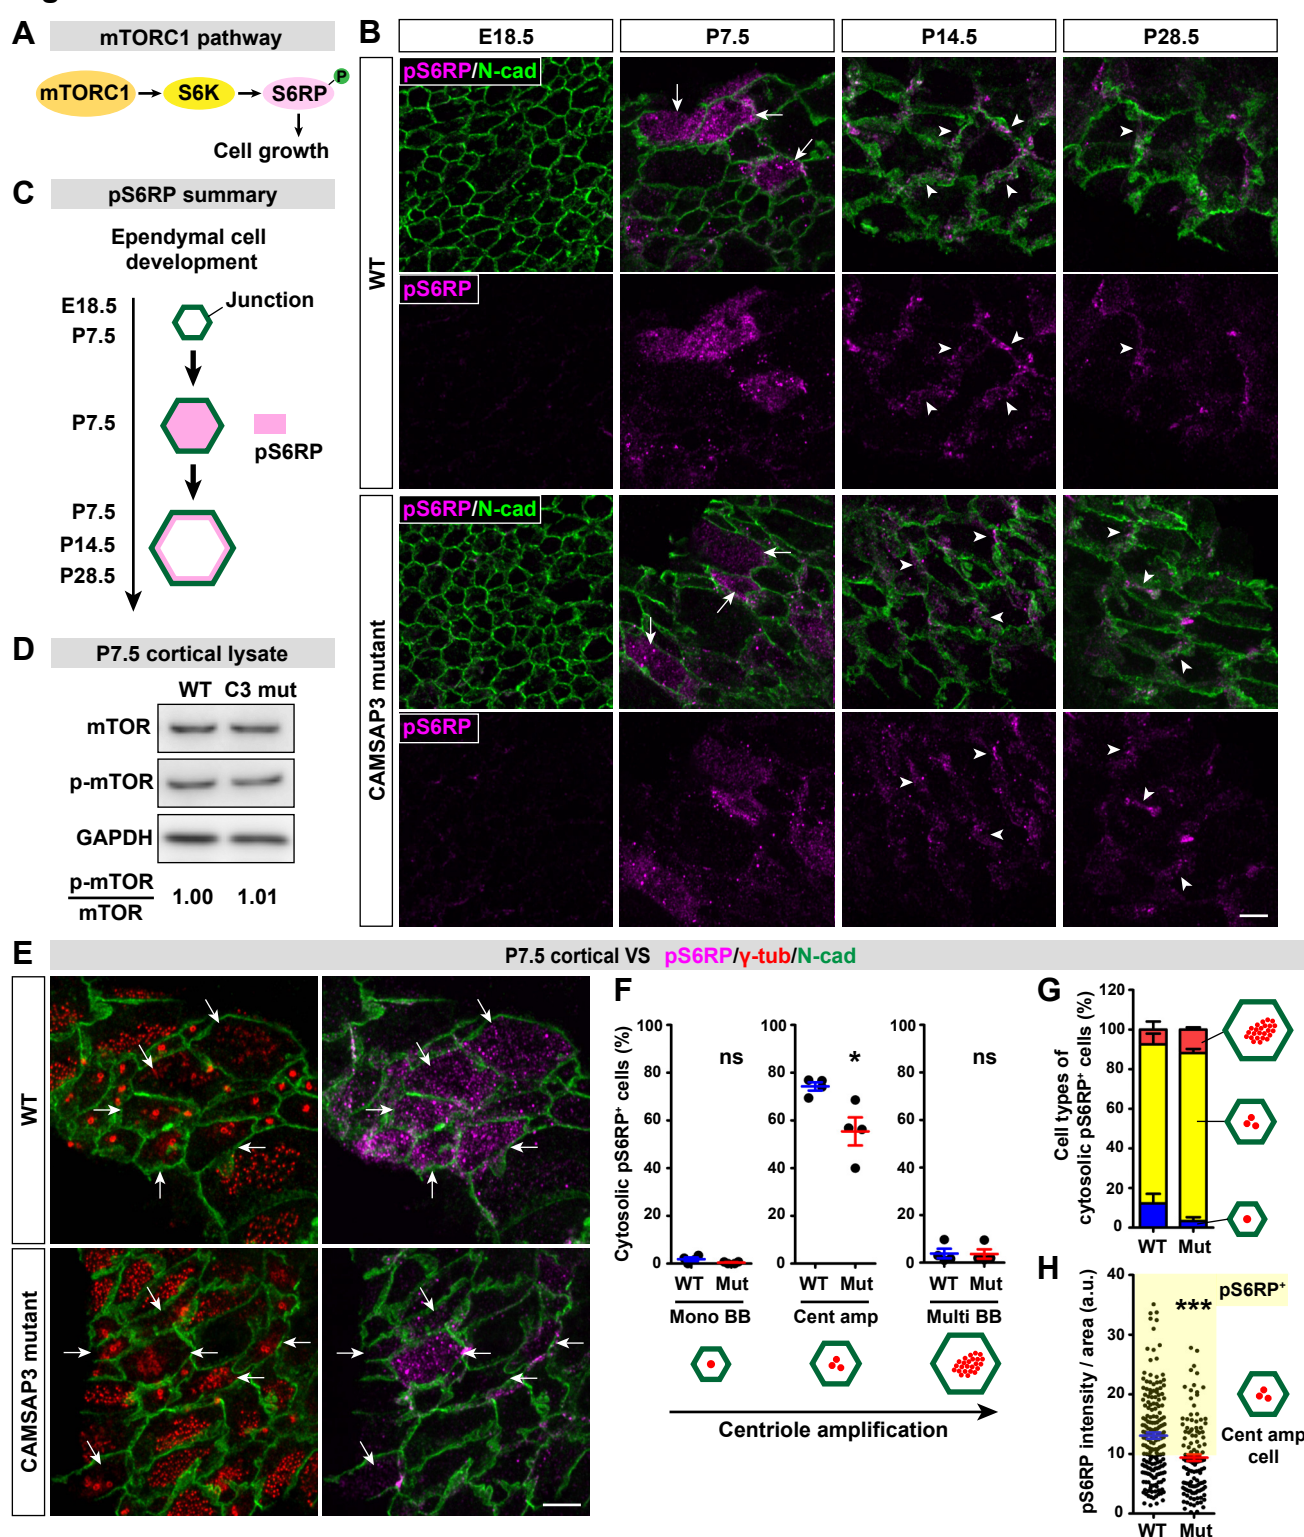 A
mTORC1 pathway
mTORC1
S6K
S6RP
P
Cell growth
B
E18.5
P7.5
P14.5
P28.5
WT
pS6RP/N-cad
pS6RP
CAMSAP3 mutant
pS6RP/N-cad
pS6RP
C
pS6RP summary
Ependymal cell
development
E18.5
Junction
P7.5
P7.5
pS6RP
P7.5
P14.5
P28.5
D
P7.5 cortical lysate
WT C3 mut
mTOR
p-mTOR
GAPDH
p-mTOR
mTOR
1.00 1.01
E
P7.5 cortical VS pS6RP/γ-tub/N-cad
WT
CAMSAP3 mutant
F
Cytosolic pS6RP+ cells (%)
100
80
60
40
20
0
ns
WT Mut
Mono BB
100
80
60
40
20
0
*
WT Mut
Cent amp
100
80
60
40
20
0
ns
WT Mut
Multi BB
Centriole amplification
G
Cell types of
cytosolic pS6RP+ cells (%)
120
100
80
60
40
20
0
WT Mut
H
pS6RP intensity / area (a.u.)
40
30
20
10
0
pS6RP+
***
Cent amp
cell
WT Mut